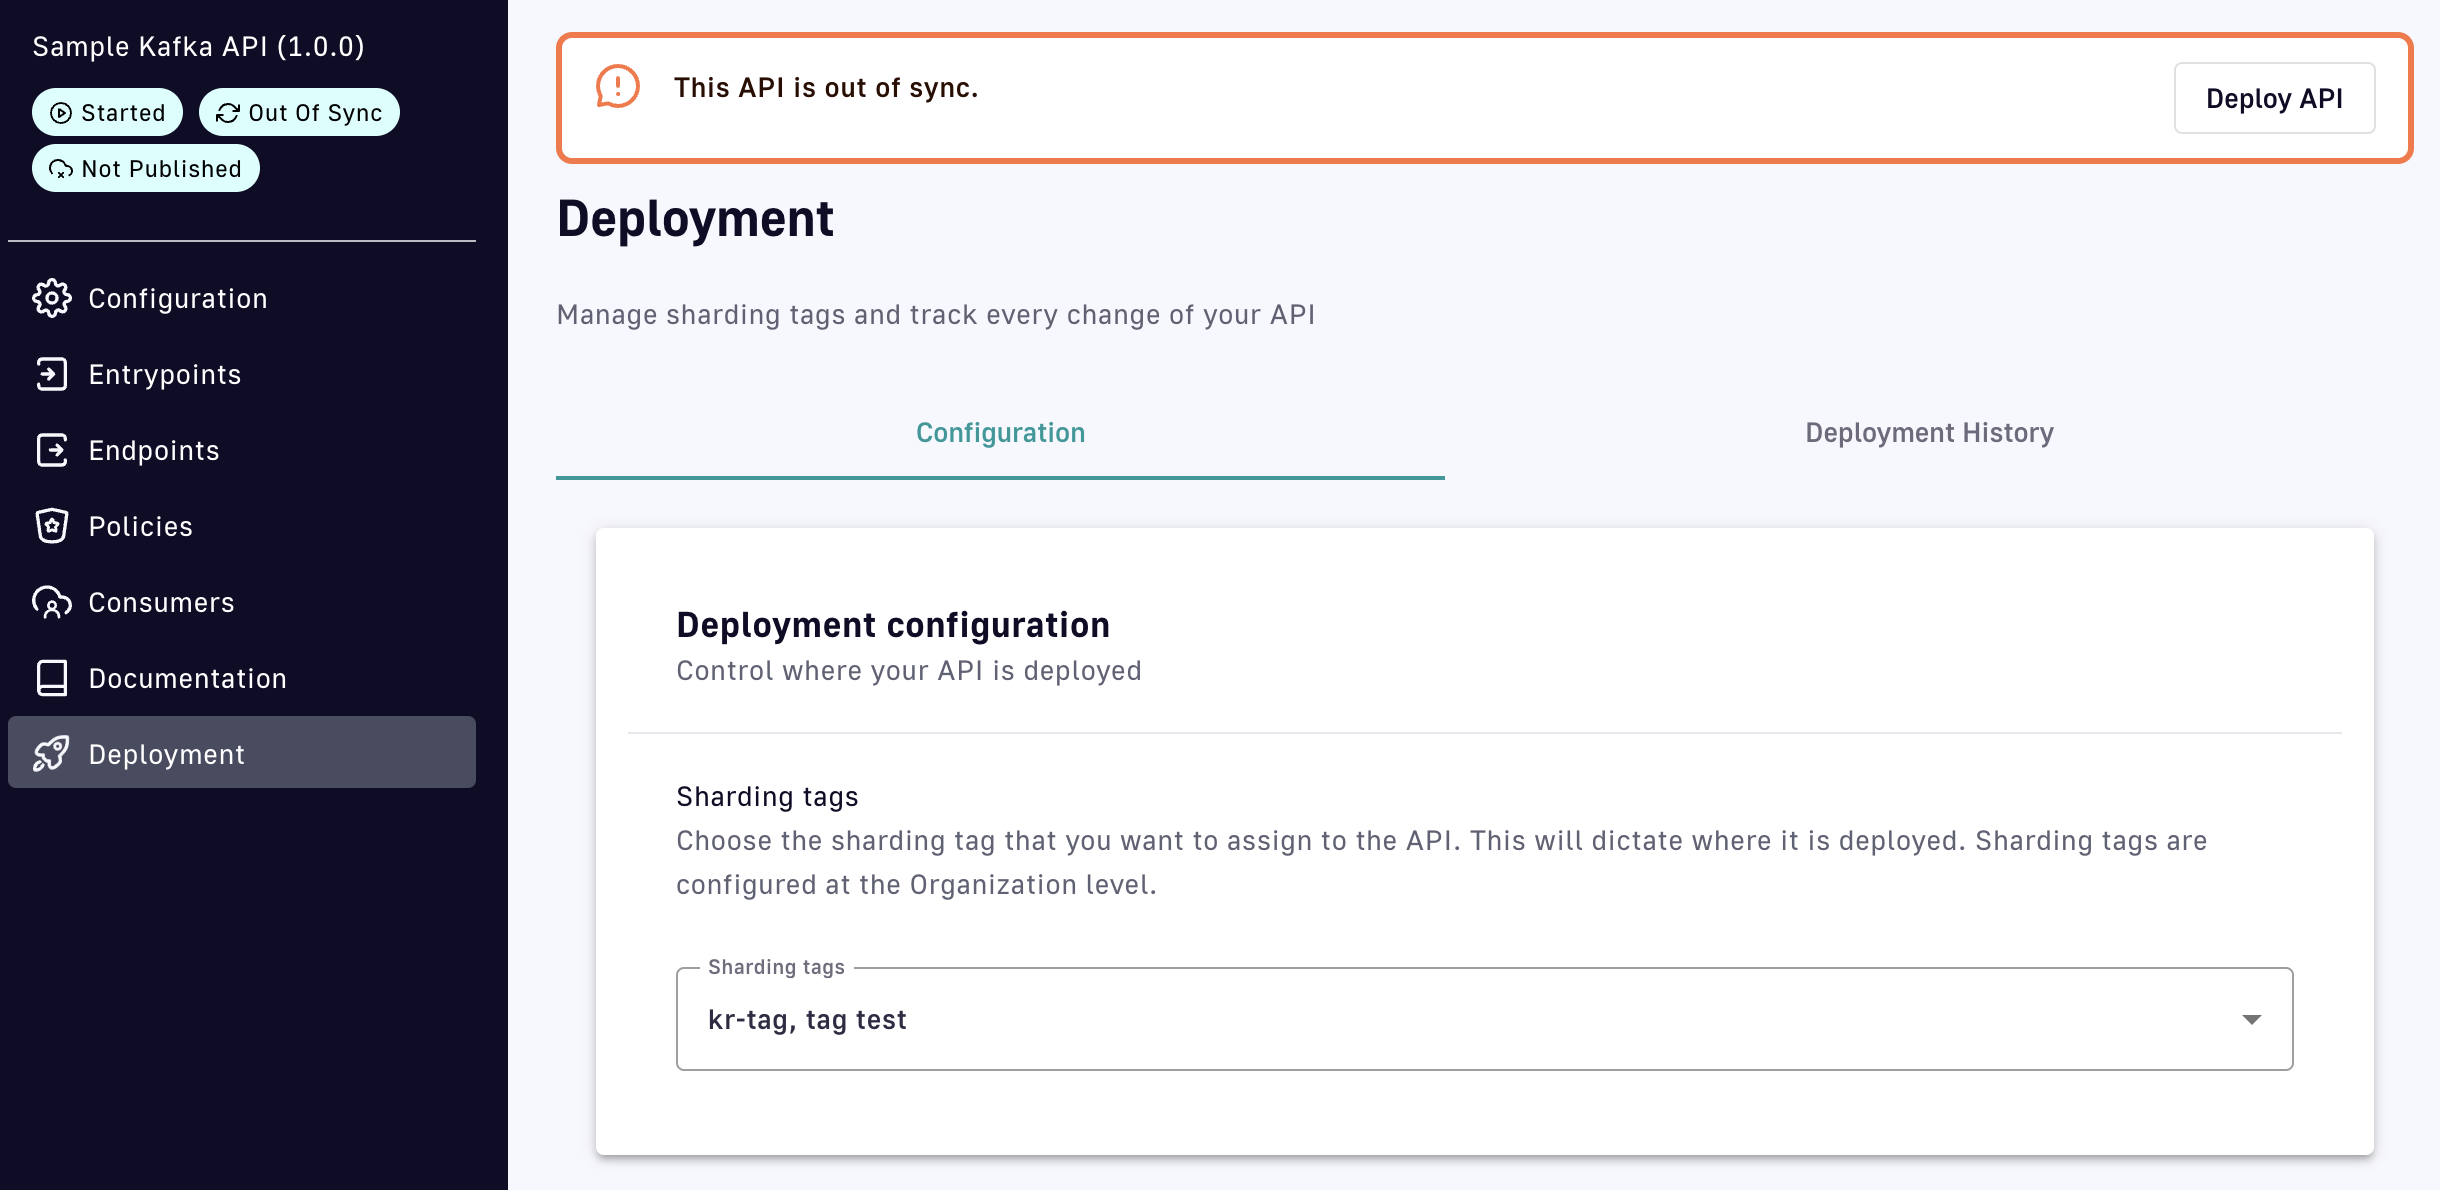 Sample Kafka API (1.0.0)
Started
Out Of Sync
Not Published
Configuration
Entrypoints
Endpoints
Policies
Consumers
Documentation
Deployment
This API is out of sync.
Deploy API
Deployment
Manage sharding tags and track every change of your API
Configuration
Deployment History
Deployment configuration
Control where your API is deployed
Sharding tags
Choose the sharding tag that you want to assign to the API. This will dictate where it is deployed. Sharding tags are
configured at the Organization level.
Sharding tags
kr-tag, tag test